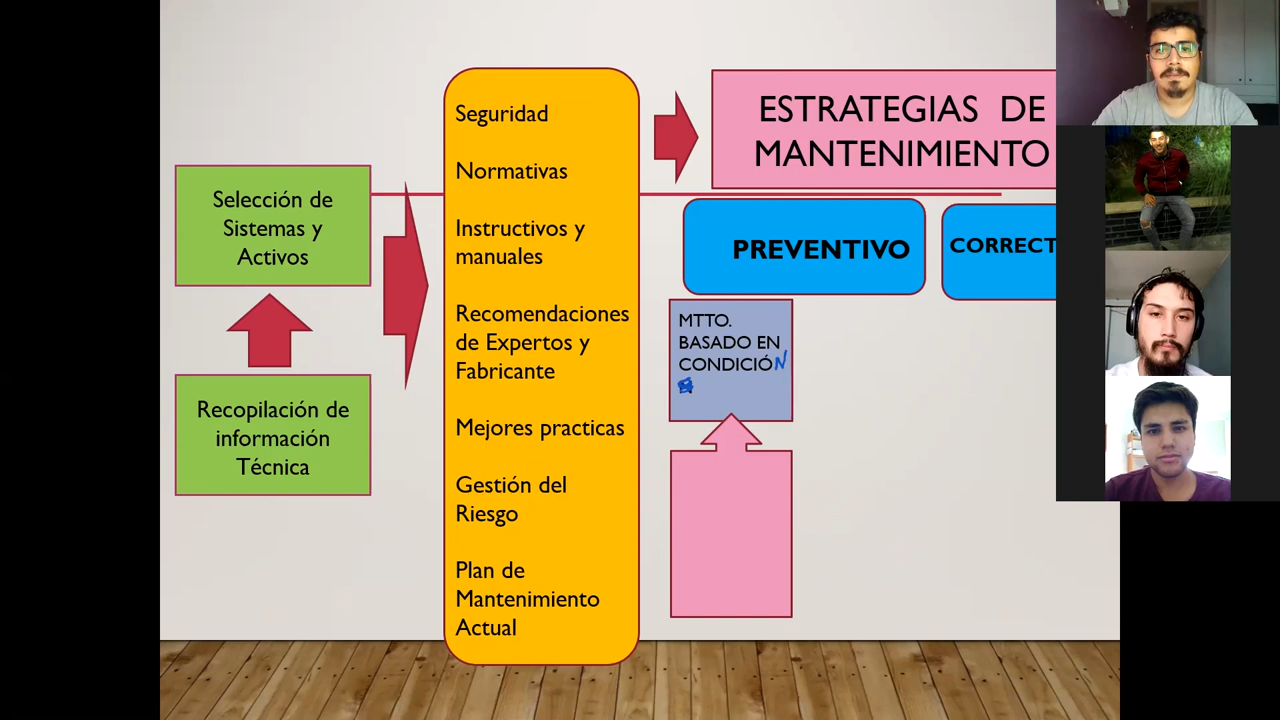 Selección de
Sistemas y
Activos
Recopilación de
información
Técnica
Seguridad
Normativas
Instructivos y
manuales
Recomendaciones
de Expertos y
Fabricante
Mejores practicas
Gestión del
Riesgo
Plan de
Mantenimiento
Actual
ESTRATEGIAS DE
MANTENIMIENTO
PREVENTIVO
CORRECT
MTTO.
BASADO EN
CONDICIÓN